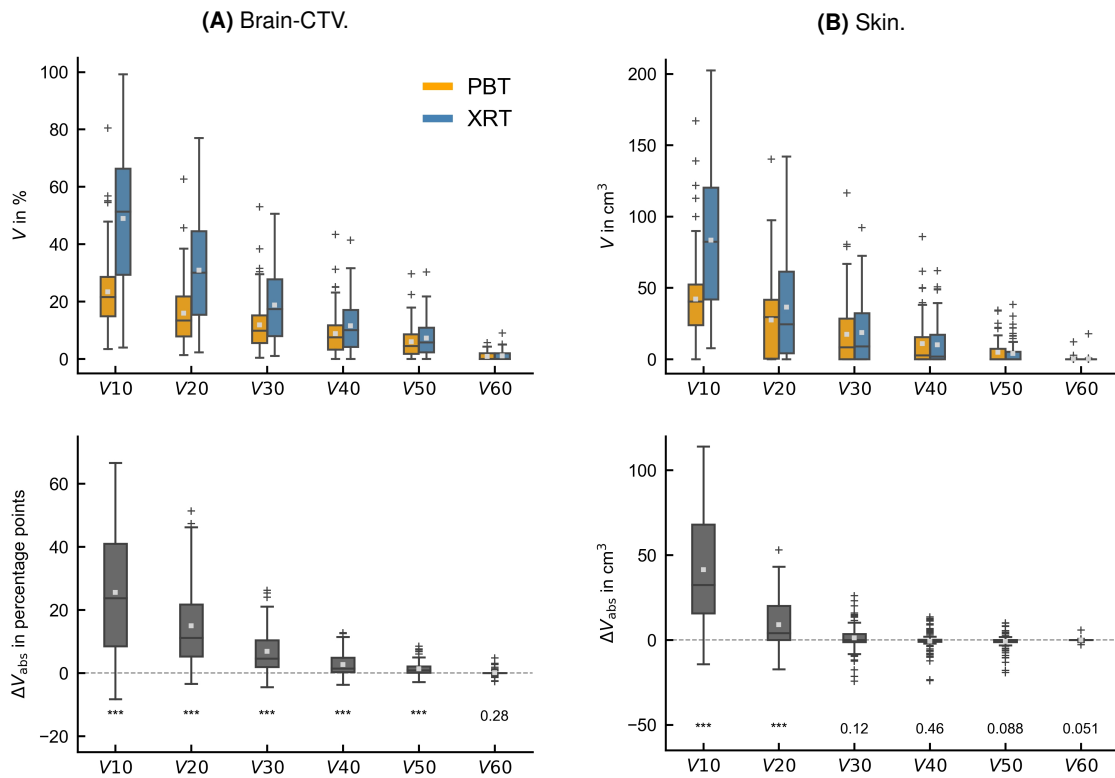 (A) Brain-CTV.
V in %
100
80
60
40
20
0
PBT
XRT
V10 V20 V30 V40 V50 V60
(B) Skin.
V in cm³
200
150
100
50
0
V10 V20 V30 V40 V50 V60
ΔVabs in percentage points
60
40
20
0
−20
*** *** *** *** *** 0.28
V10 V20 V30 V40 V50 V60
ΔVabs in cm³
100
50
0
−50
*** *** 0.12 0.46 0.088 0.051
V10 V20 V30 V40 V50 V60